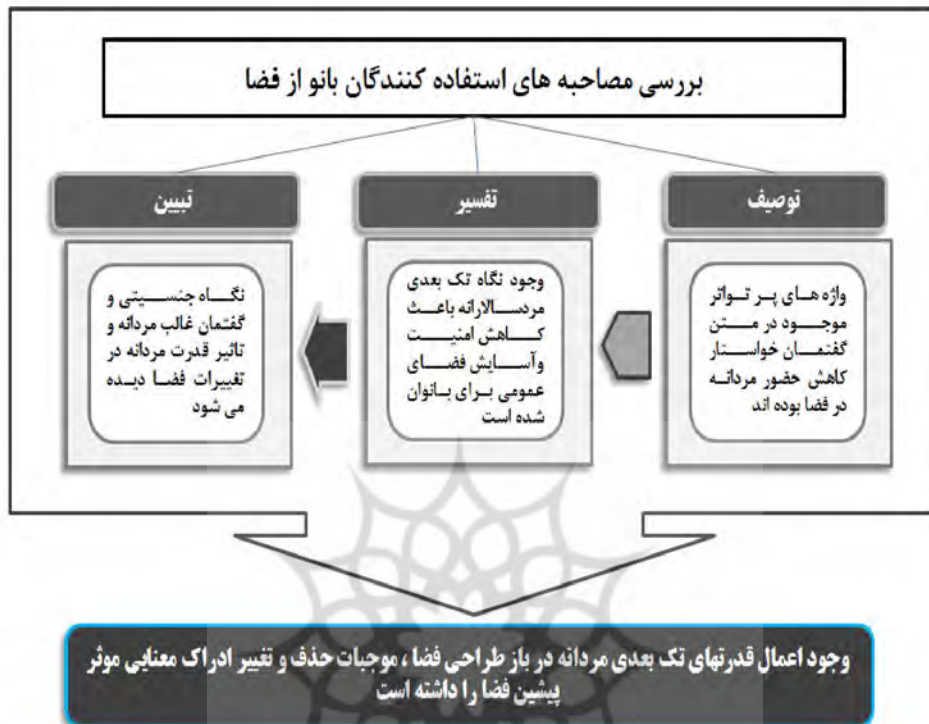 بررسی مصاحبه های استفاده کنندگان بانو از فضا
توصیف
واژه های پر تواتر
موجود در متن
گفتمان خواستار
کاهش حضور مردانه
در فضا بوده اند
تفسیر
وجود نگاه تک بعدی
مردسالارانه باعث
کاهش امنیت
وآسایش فضای
عمومی برای بانوان
شده است
تبیین
نگاه جنسیتی و
گفتمان غالب مردانه و
تاثیر قدرت مردانه در
تغییرات فضا دیده
می شود
وجود اعمال قدرتهای تک بعدی مردانه در باز طراحی فضا ، موجبات حذف و تغییر ادراک معنایی موثر
پیشین فضا را داشته است